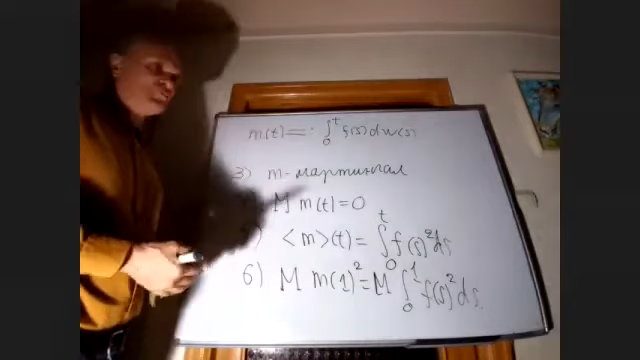 m(t) = ∫₀ᵗ f(s) dw(s)
3) m - мартингал
M m(t) = 0
) <m>(t) = ∫₀ᵗ f(s)² ds
6) M m(1)² = M ∫₀¹ f(s)² ds